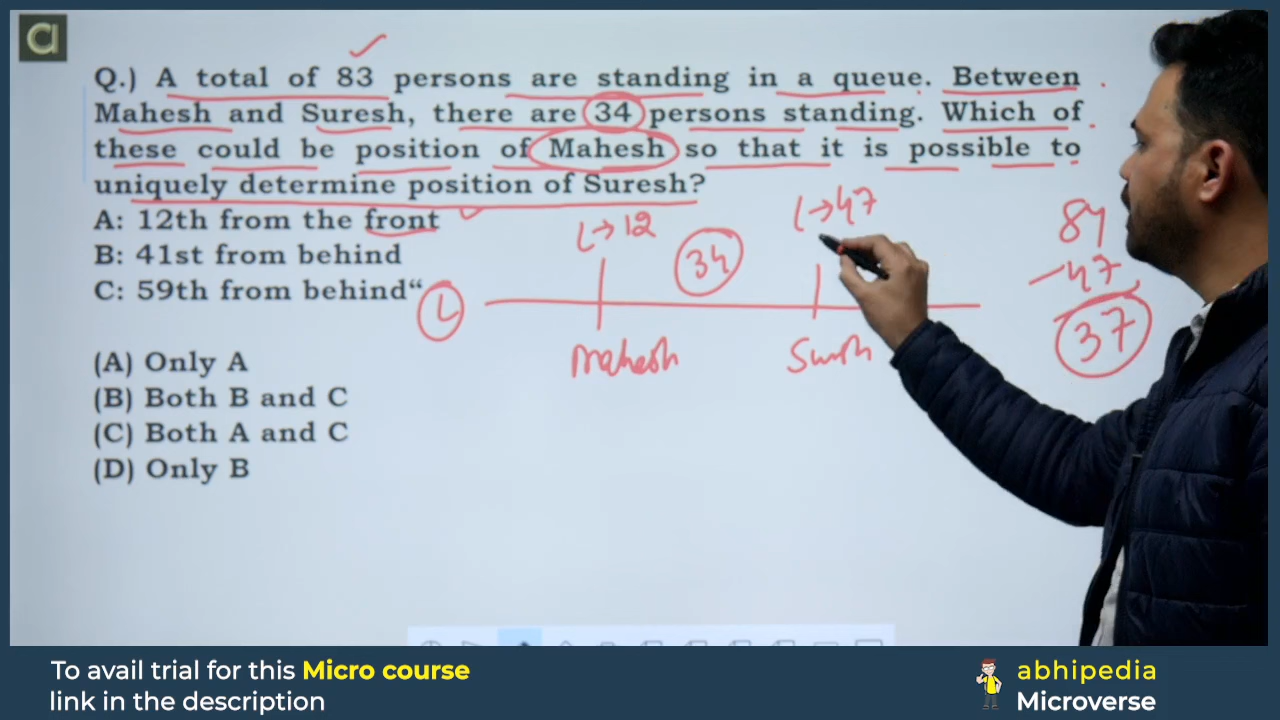 Q.) A total of 83 persons are standing in a queue. Between
Mahesh and Suresh, there are 34 persons standing. Which of
these could be position of Mahesh so that it is possible to
uniquely determine position of Suresh?
A: 12th from the front
B: 41st from behind
C: 59th from behind“
(A) Only A
(B) Both B and C
(C) Both A and C
(D) Only B
L→12
34
L→47
84
-47
37
L
Mahesh
To avail trial for this Micro course
link in the description
abhipedia
Microverse